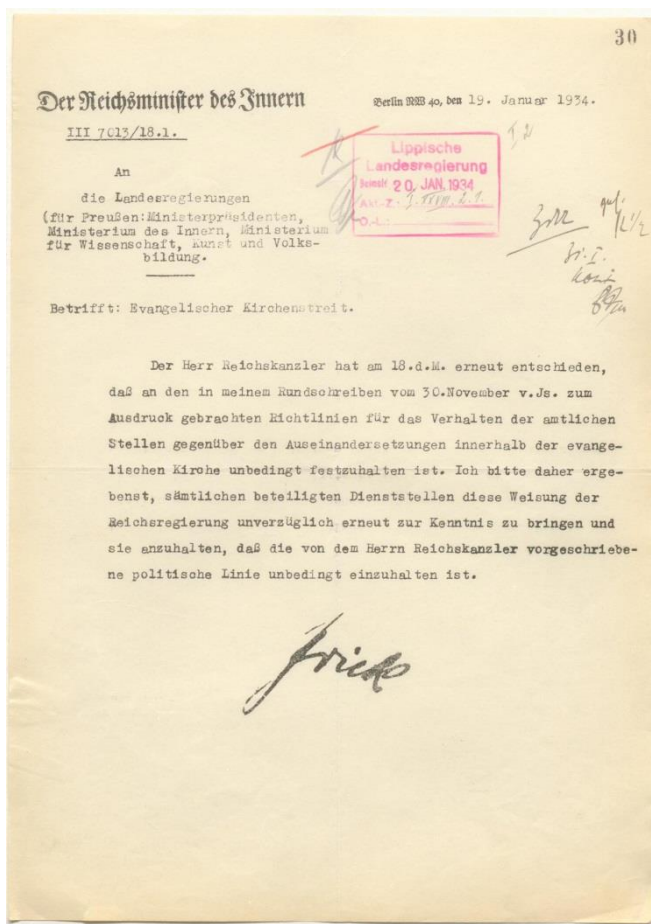 30
Der Reichsminister des Innern
Berlin NW 40, den 19. Januar 1934.
III 7013/18.1.
Lippische
Landesregierung
20. JAN. 1934
Akt.-Z.:
O.-L.:
An
die Landesregierungen
(für Preußen:Ministerpräsidenten,
Ministerium des Innern, Ministerium
für Wissenschaft, Kunst und Volks-
bildung.
Betrifft: Evangelischer Kirchenstreit.
Der Herr Reichskanzler hat am 18.d.M. erneut entschieden,
daß an den in meinem Rundschreiben vom 30.November v.Js. zum
Ausdruck gebrachten Richtlinien für das Verhalten der amtlichen
Stellen gegenüber den Auseinandersetzungen innerhalb der evange-
lischen Kirche unbedingt festzuhalten ist. Ich bitte daher erge-
benst, sämtlichen beteiligten Dienststellen diese Weisung der
Reichsregierung unverzüglich erneut zur Kenntnis zu bringen und
sie anzuhalten, daß die von dem Herrn Reichskanzler vorgeschriebe-
ne politische Linie unbedingt einzuhalten ist.
Frick